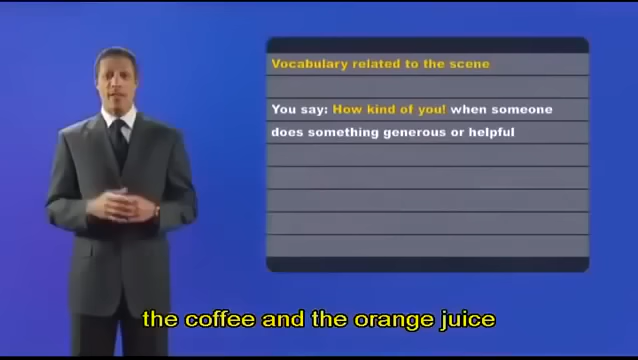 Vocabulary related to the scene
You say: How kind of you! when someone
does something generous or helpful
the coffee and the orange juice